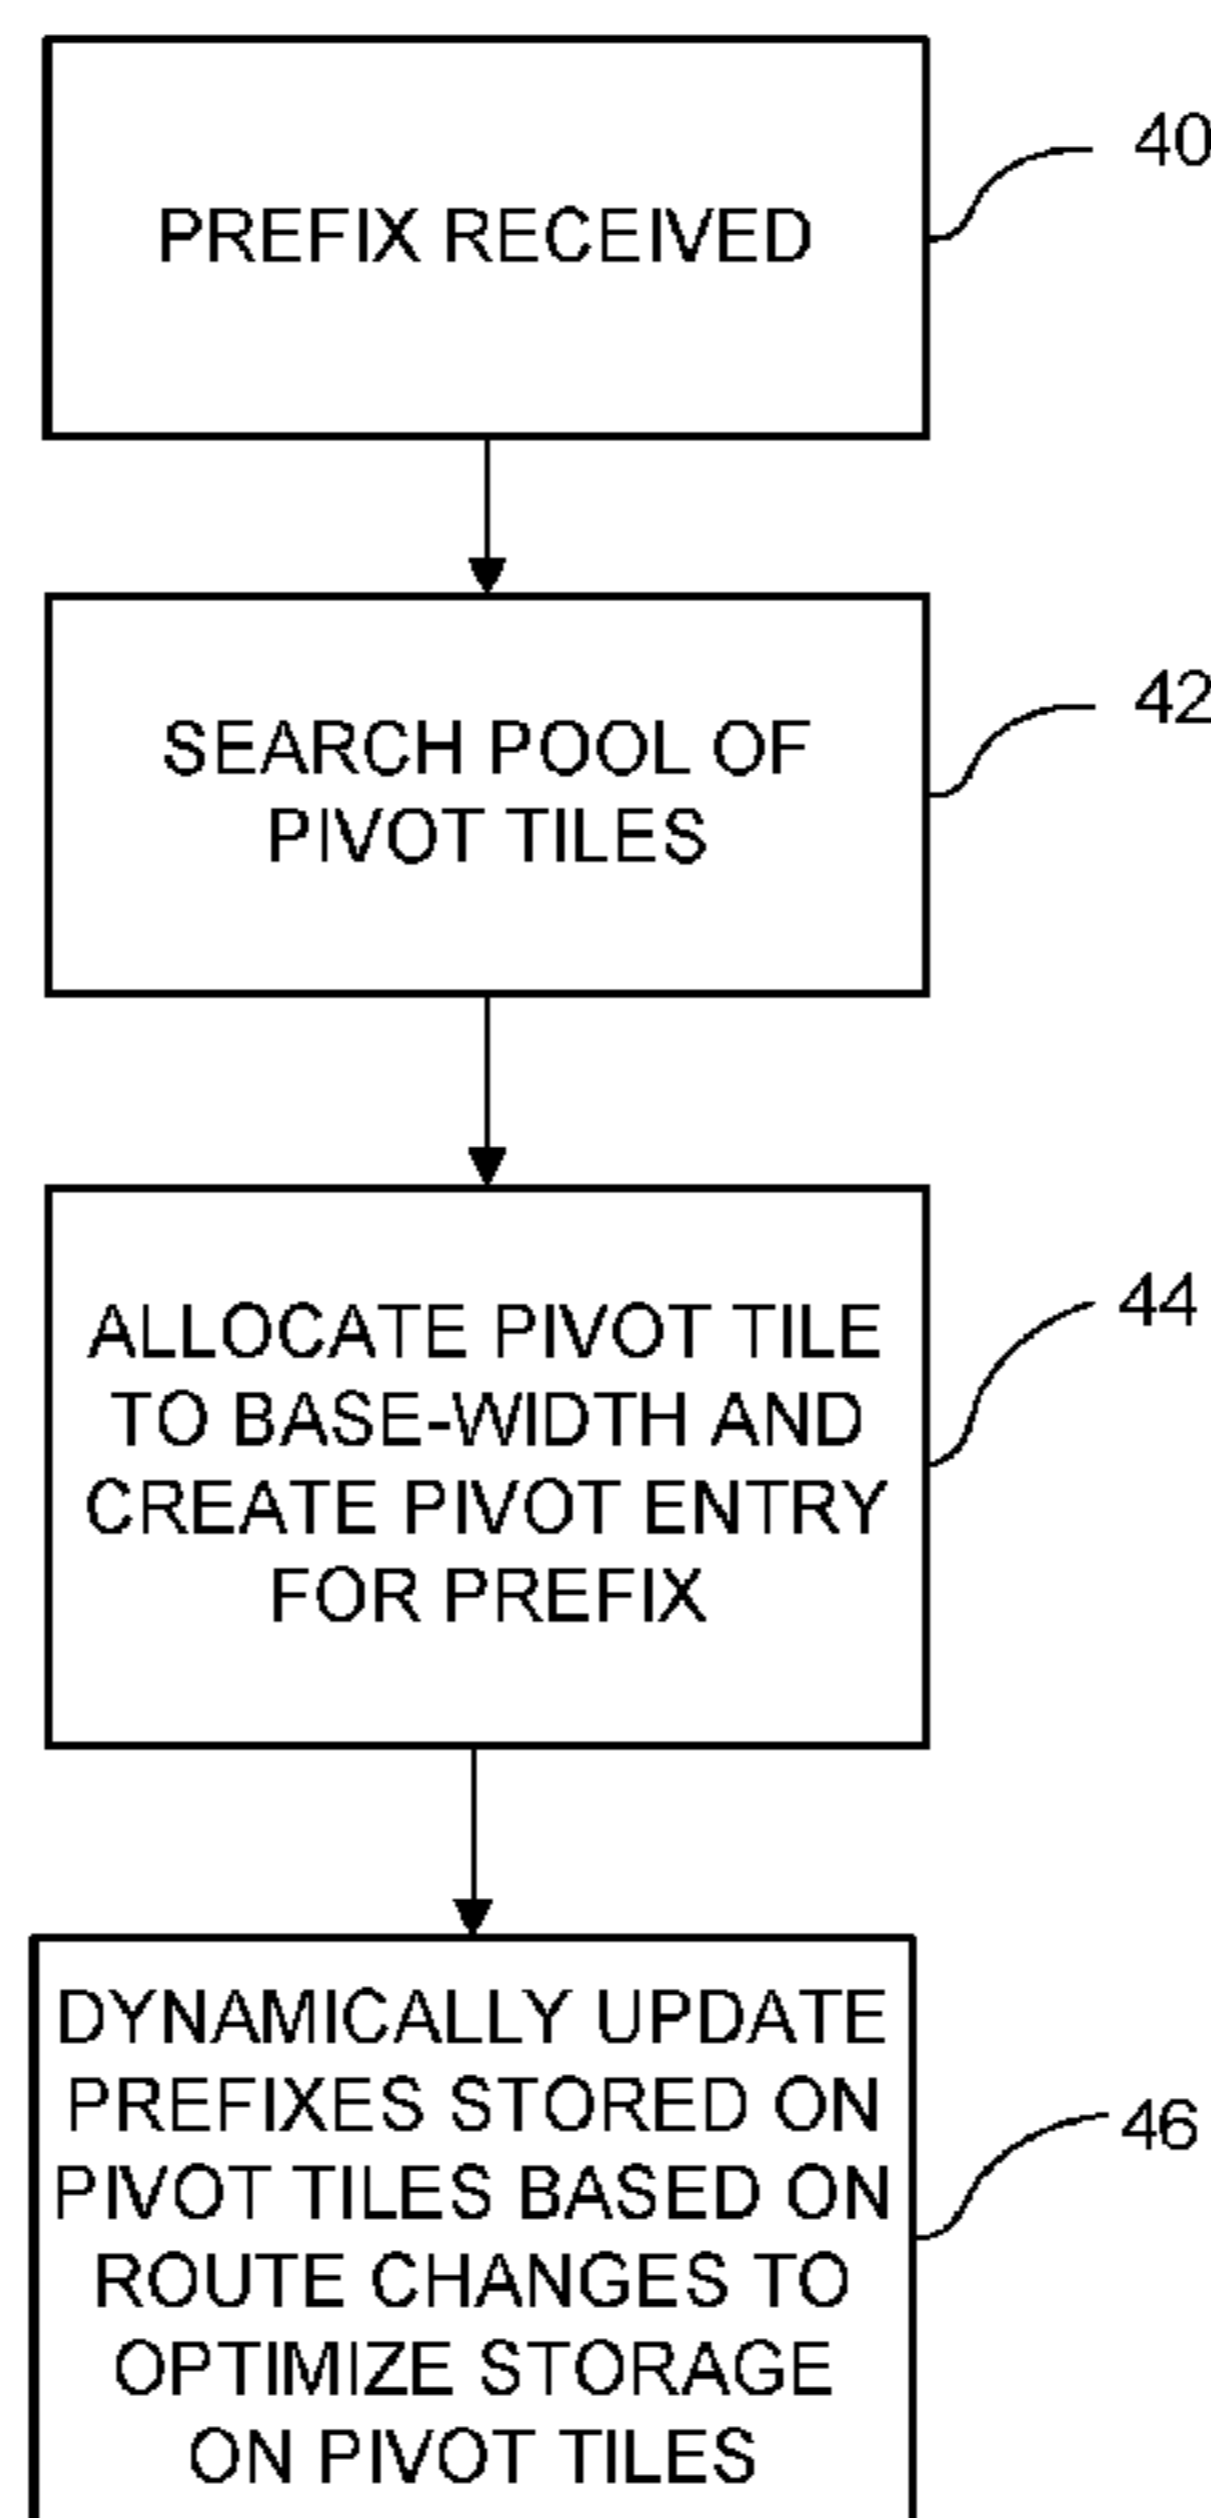 40
PREFIX RECEIVED
42
SEARCH POOL OF
PIVOT TILES
44
ALLOCATE PIVOT TILE
TO BASE-WIDTH AND
CREATE PIVOT ENTRY
FOR PREFIX
46
DYNAMICALLY UPDATE
PREFIXES STORED ON
PIVOT TILES BASED ON
ROUTE CHANGES TO
OPTIMIZE STORAGE
ON PIVOT TILES